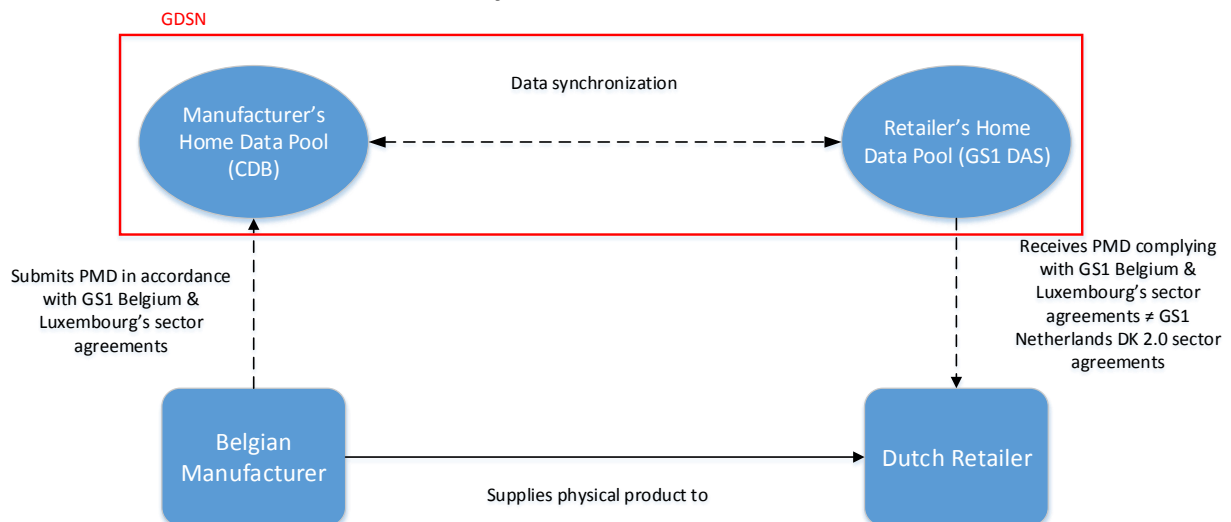 GDSN
Data synchronization
Manufacturer's
Home Data Pool
(CDB)
Retailer's Home
Data Pool (GS1 DAS)
Submits PMD in accordance
with GS1 Belgium &
Luxembourg's sector
agreements
Receives PMD complying
with GS1 Belgium &
Luxembourg's sector
agreements ≠ GS1
Netherlands DK 2.0 sector
agreements
Belgian
Manufacturer
Dutch Retailer
Supplies physical product to